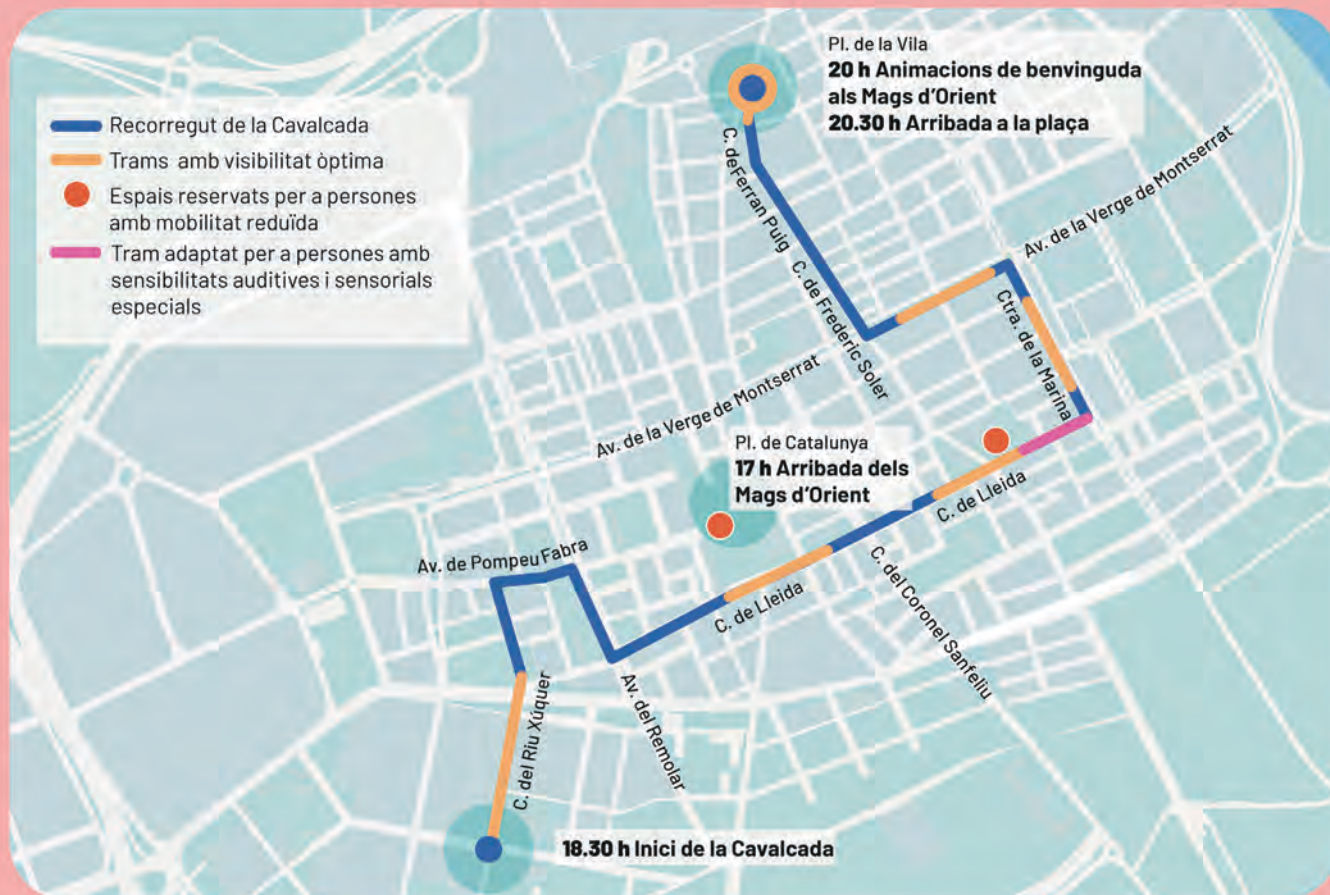 Pl. de la Vila
20 h Animacions de benvinguda
als Mags d'Orient
20.30 h Arribada a la plaça
Recorregut de la Cavalcada
Trams amb visibilitat òptima
Espais reservats per a persones
amb mobilitat reduïda
Tram adaptat per a persones amb
sensibilitats auditives i sensorials
especials
C. deFerran Puig
C. de Frederic Soler
Av. de la Verge de Montserrat
Ctra. de la Marina
Av. de la Verge de Montserrat
Pl. de Catalunya
17 h Arribada dels
Mags d'Orient
C. de Lleida
Av. de Pompeu Fabra
C. de Lleida
C. del Coronel Sanfeliu
Av. del Remolar
C. del Riu Xúquer
18.30 h Inici de la Cavalcada